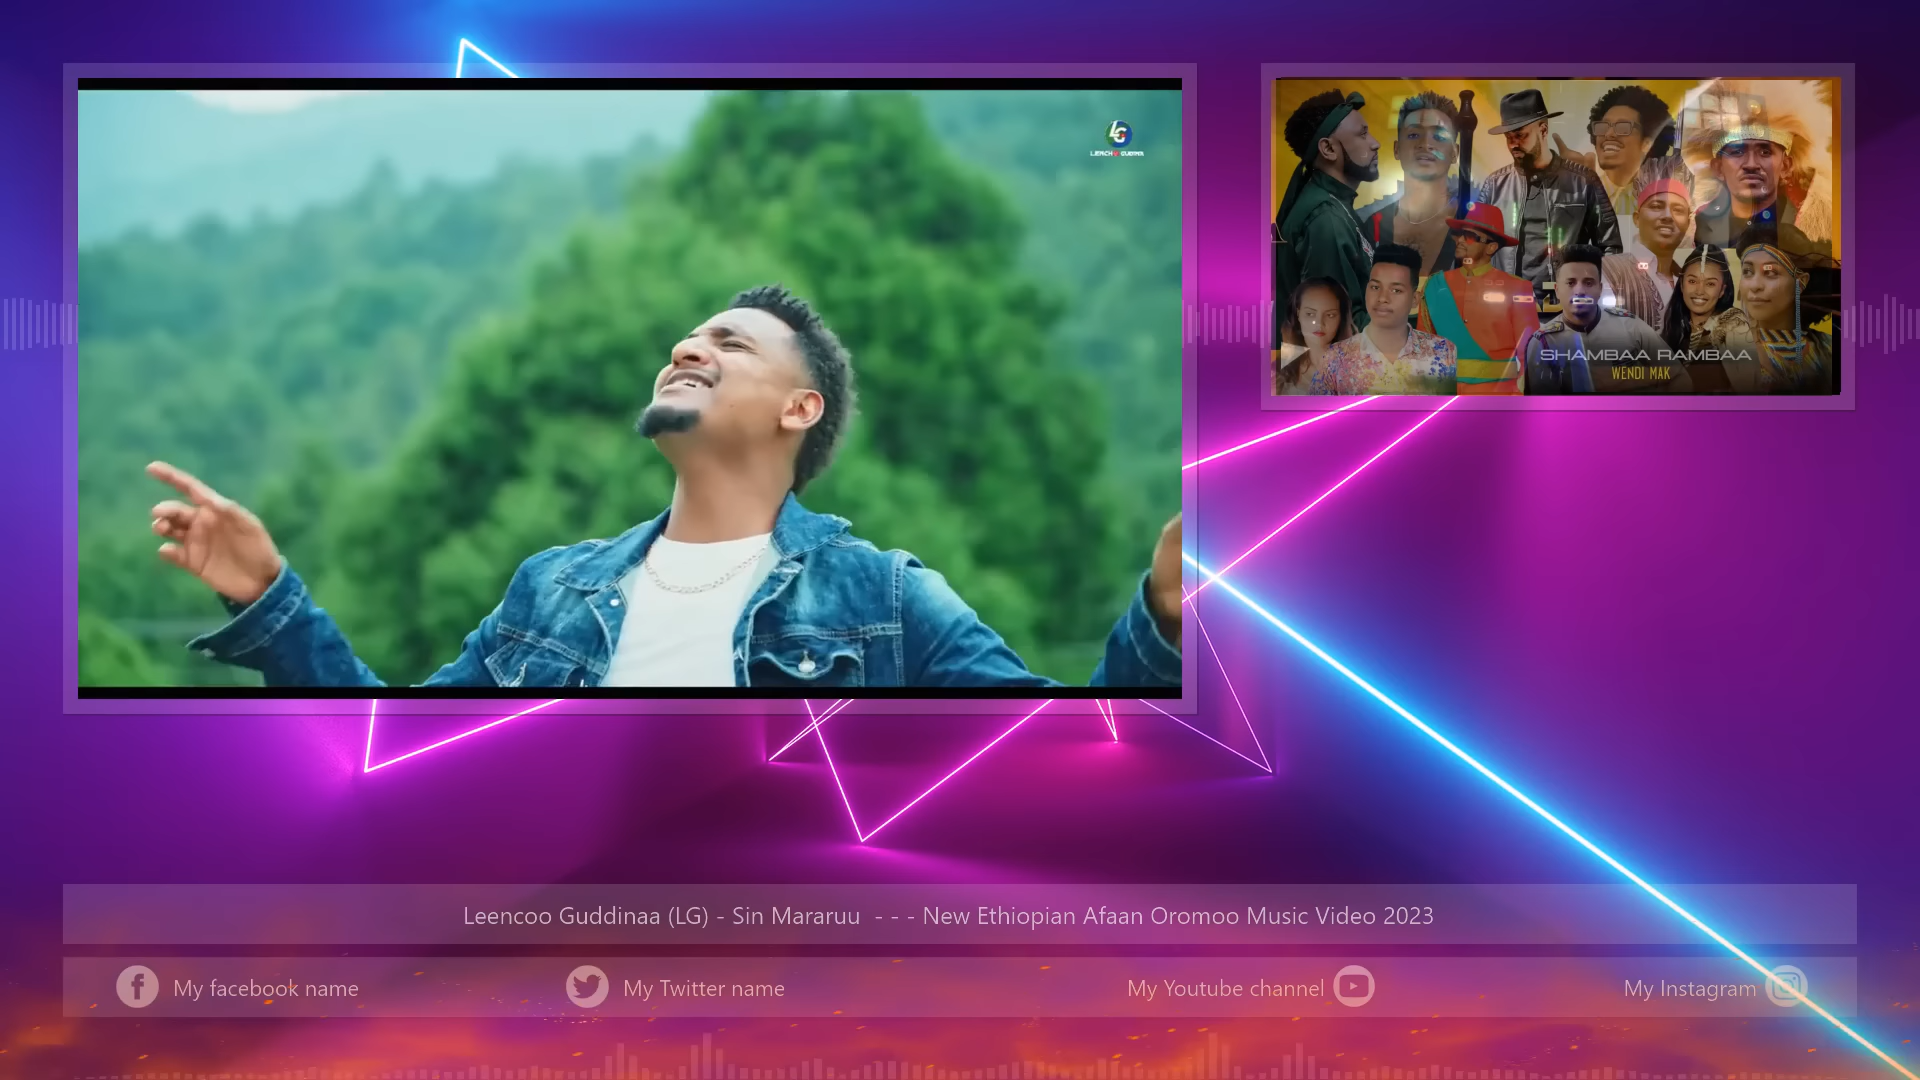 LG
SHAMBAA RAMBAA
WENDI MAK
Leencoo Guddinaa (LG) - Sin Mararuu - - - New Ethiopian Afaan Oromoo Music Video 2023
My facebook name
My Twitter name
My Youtube channel
My Instagram